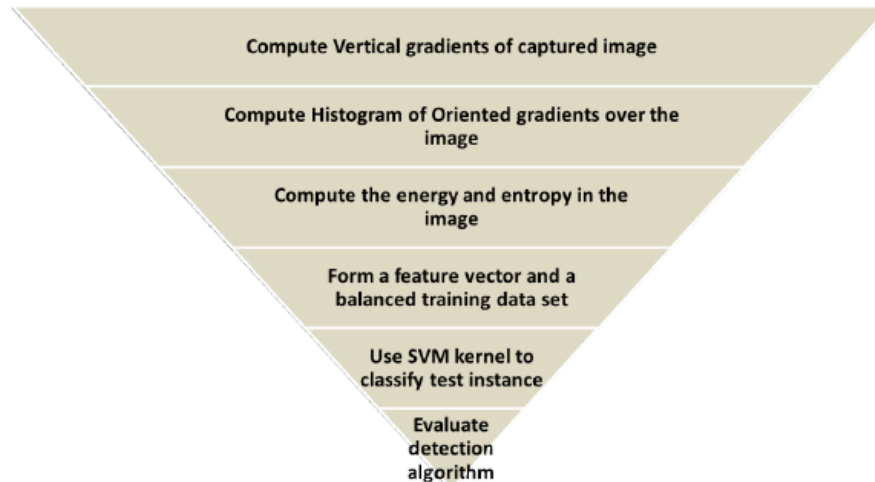 Compute Vertical gradients of captured image
Compute Histogram of Oriented gradients over the
image
Compute the energy and entropy in the
image
Form a feature vector and a
balanced training data set
Use SVM kernel to
classify test instance
Evaluate
detection
algorithm